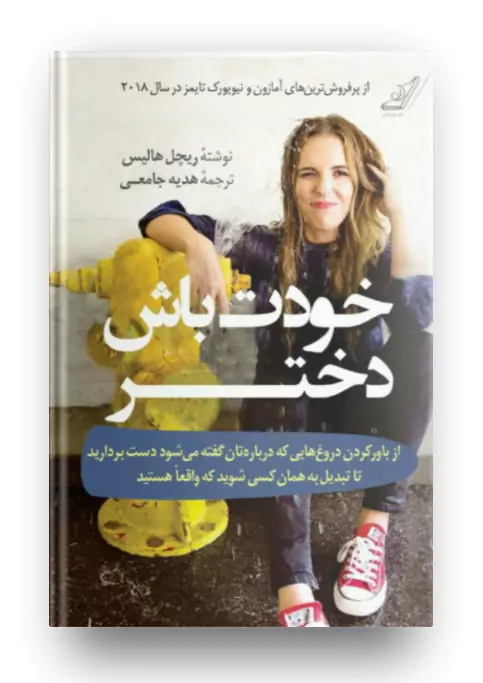 از پرفروش‌ترین‌های آمازون و نیویورک تایمز در سال ۲۰۱۸
نوشتهٔ ریچل هالیس
ترجمهٔ هدیه جامعی
خودت باش
دختر
از باور کردن دروغ‌هایی که درباره‌تان گفته می‌شود دست بردارید
تا تبدیل به همان کسی شوید که واقعاً هستید